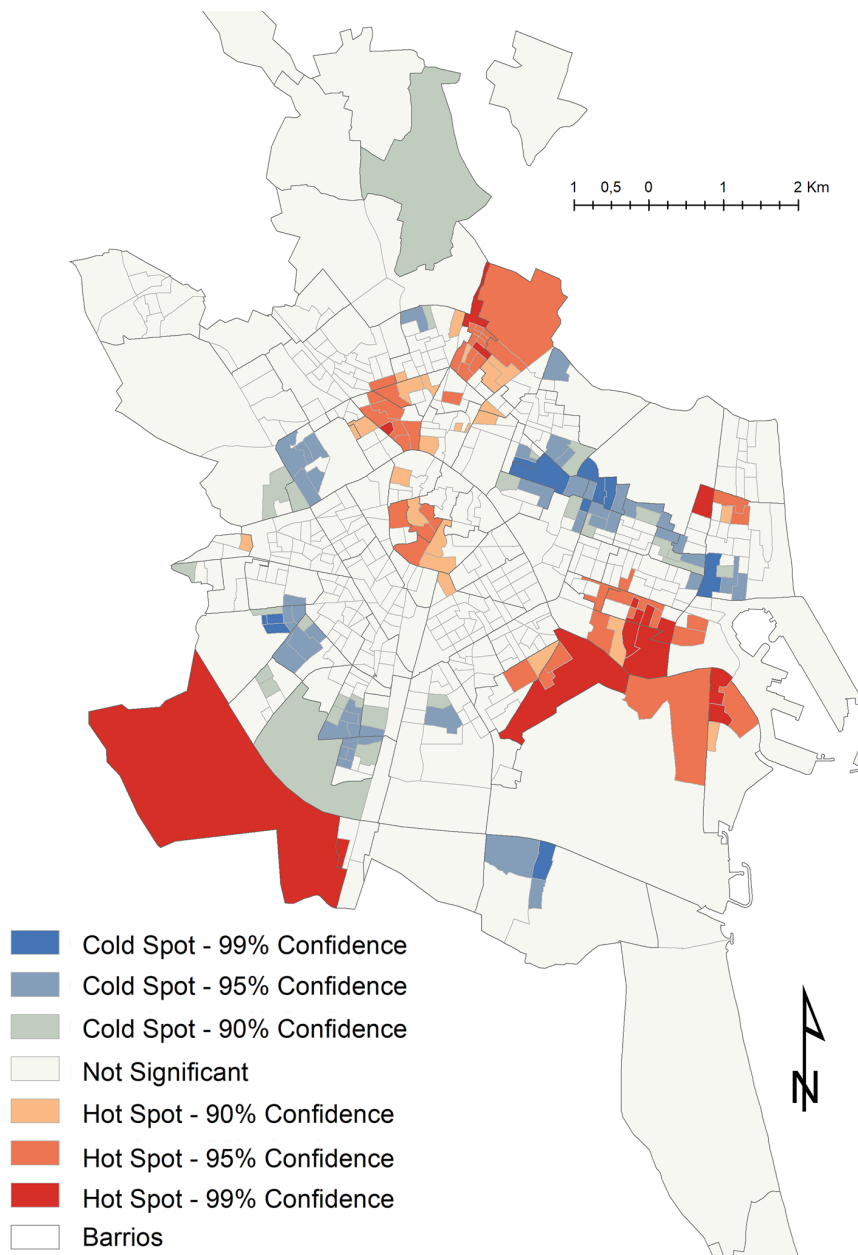 1 0,5 0 1 2 Km
Cold Spot - 99% Confidence
Cold Spot - 95% Confidence
Cold Spot - 90% Confidence
Not Significant
Hot Spot - 90% Confidence
Hot Spot - 95% Confidence
Hot Spot - 99% Confidence
Barrios
N